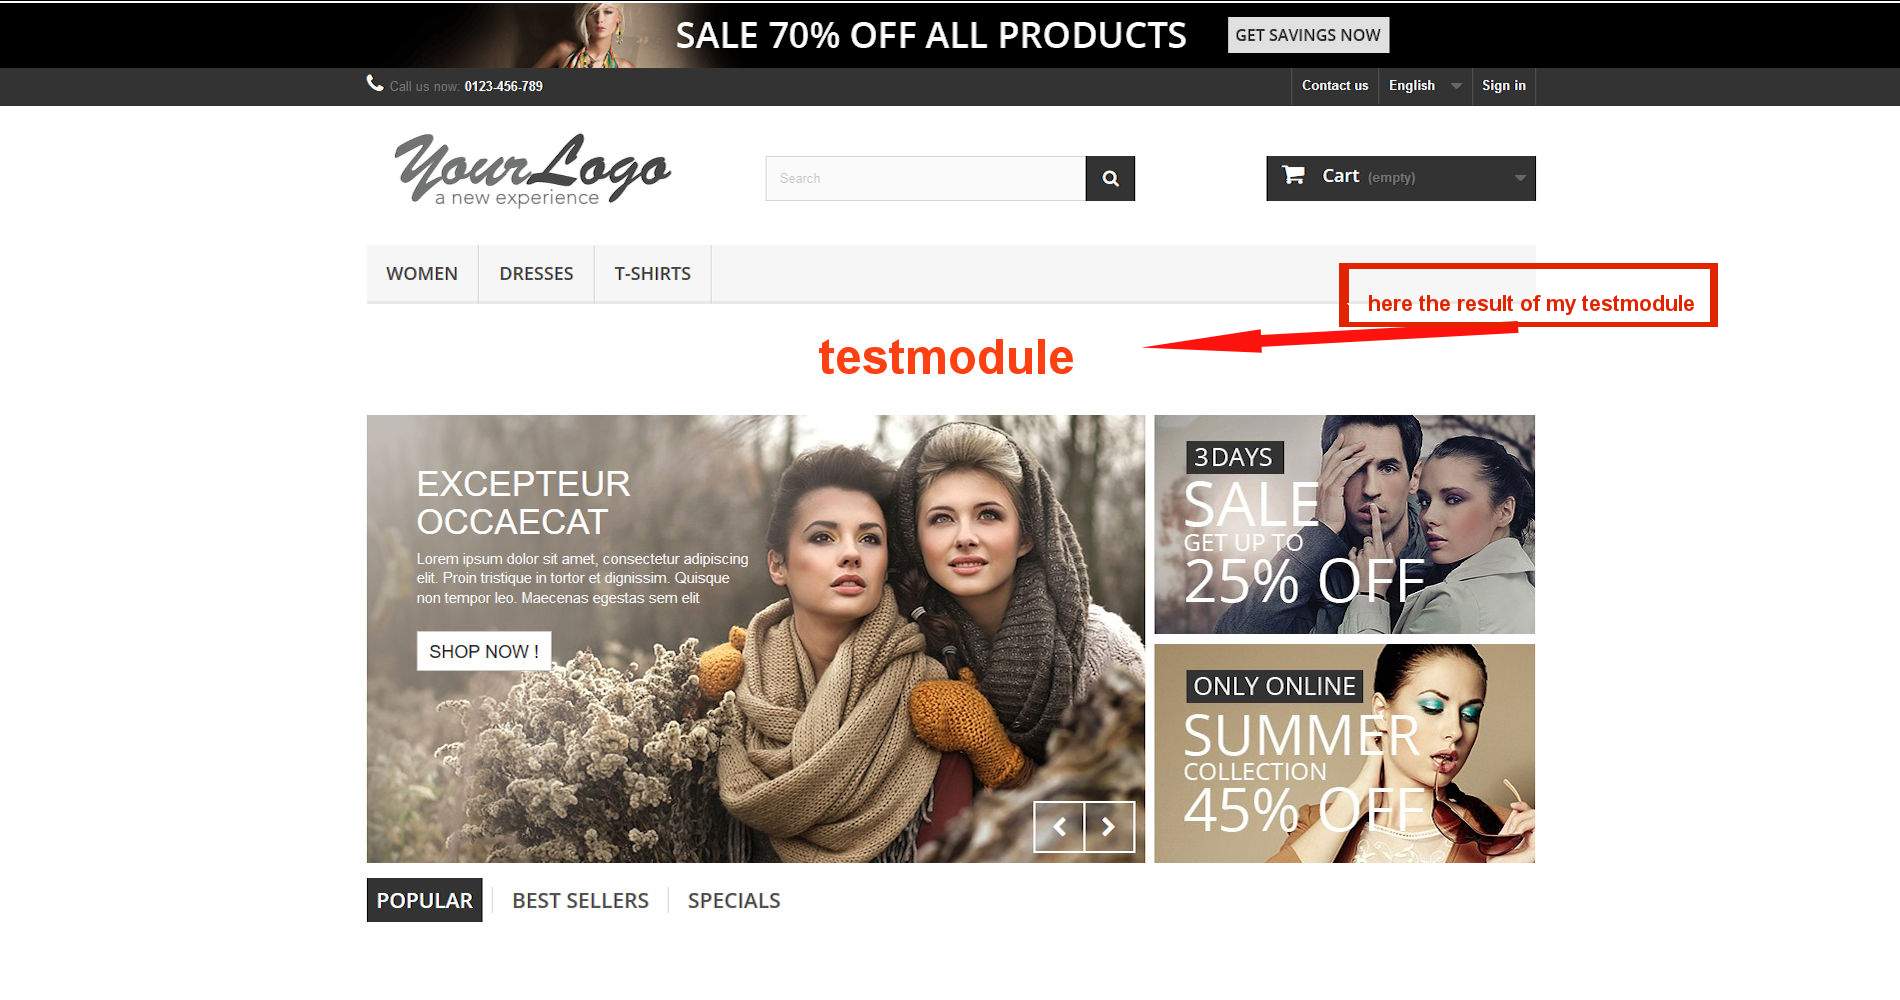 SALE 70% OFF ALL PRODUCTS
GET SAVINGS NOW
Call us now: 0123-456-789
Contact us
English
Sign in
YourLogo
a new experience
Search
Cart (empty)
WOMEN
DRESSES
T-SHIRTS
here the result of my testmodule
testmodule
EXCEPTEUR
OCCAECAT
Lorem ipsum dolor sit amet, consectetur adipiscing
elit. Proin tristique in tortor et dignissim. Quisque
non tempor leo. Maecenas egestas sem elit
SHOP NOW !
3DAYS
SALE
GET UP TO
25% OFF
ONLY ONLINE
SUMMER
COLLECTION
45% OFF
POPULAR
BEST SELLERS
SPECIALS